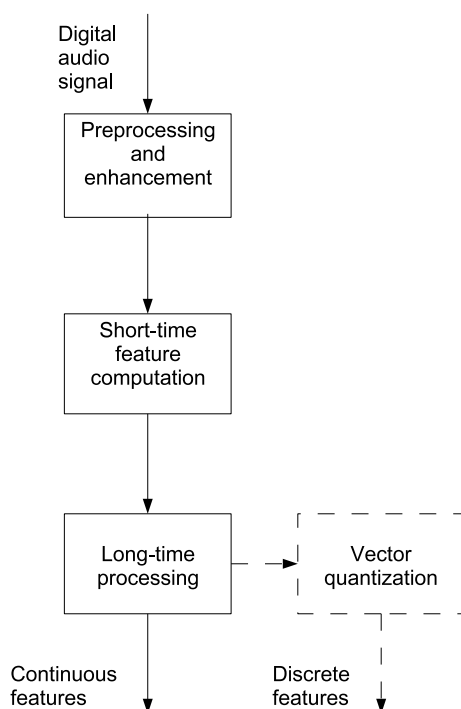 Digital
audio
signal
Preprocessing
and
enhancement
Short-time
feature
computation
Long-time
processing
Vector
quantization
Continuous
features
Discrete
features